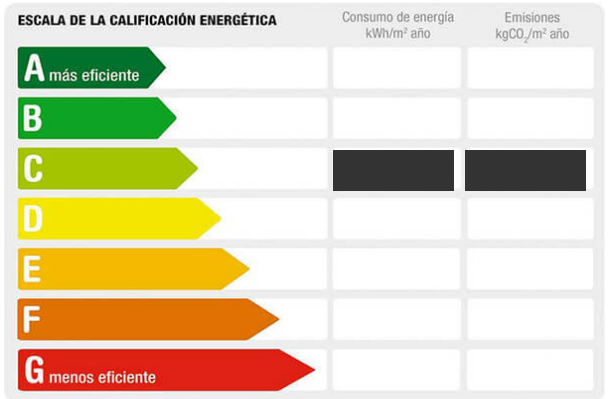 ESCALA DE LA CALIFICACIÓN ENERGÉTICA
Consumo de energía
kWh/m² año
Emisiones
kgCO₂/m² año
A más eficiente
B
C
D
E
F
G menos eficiente